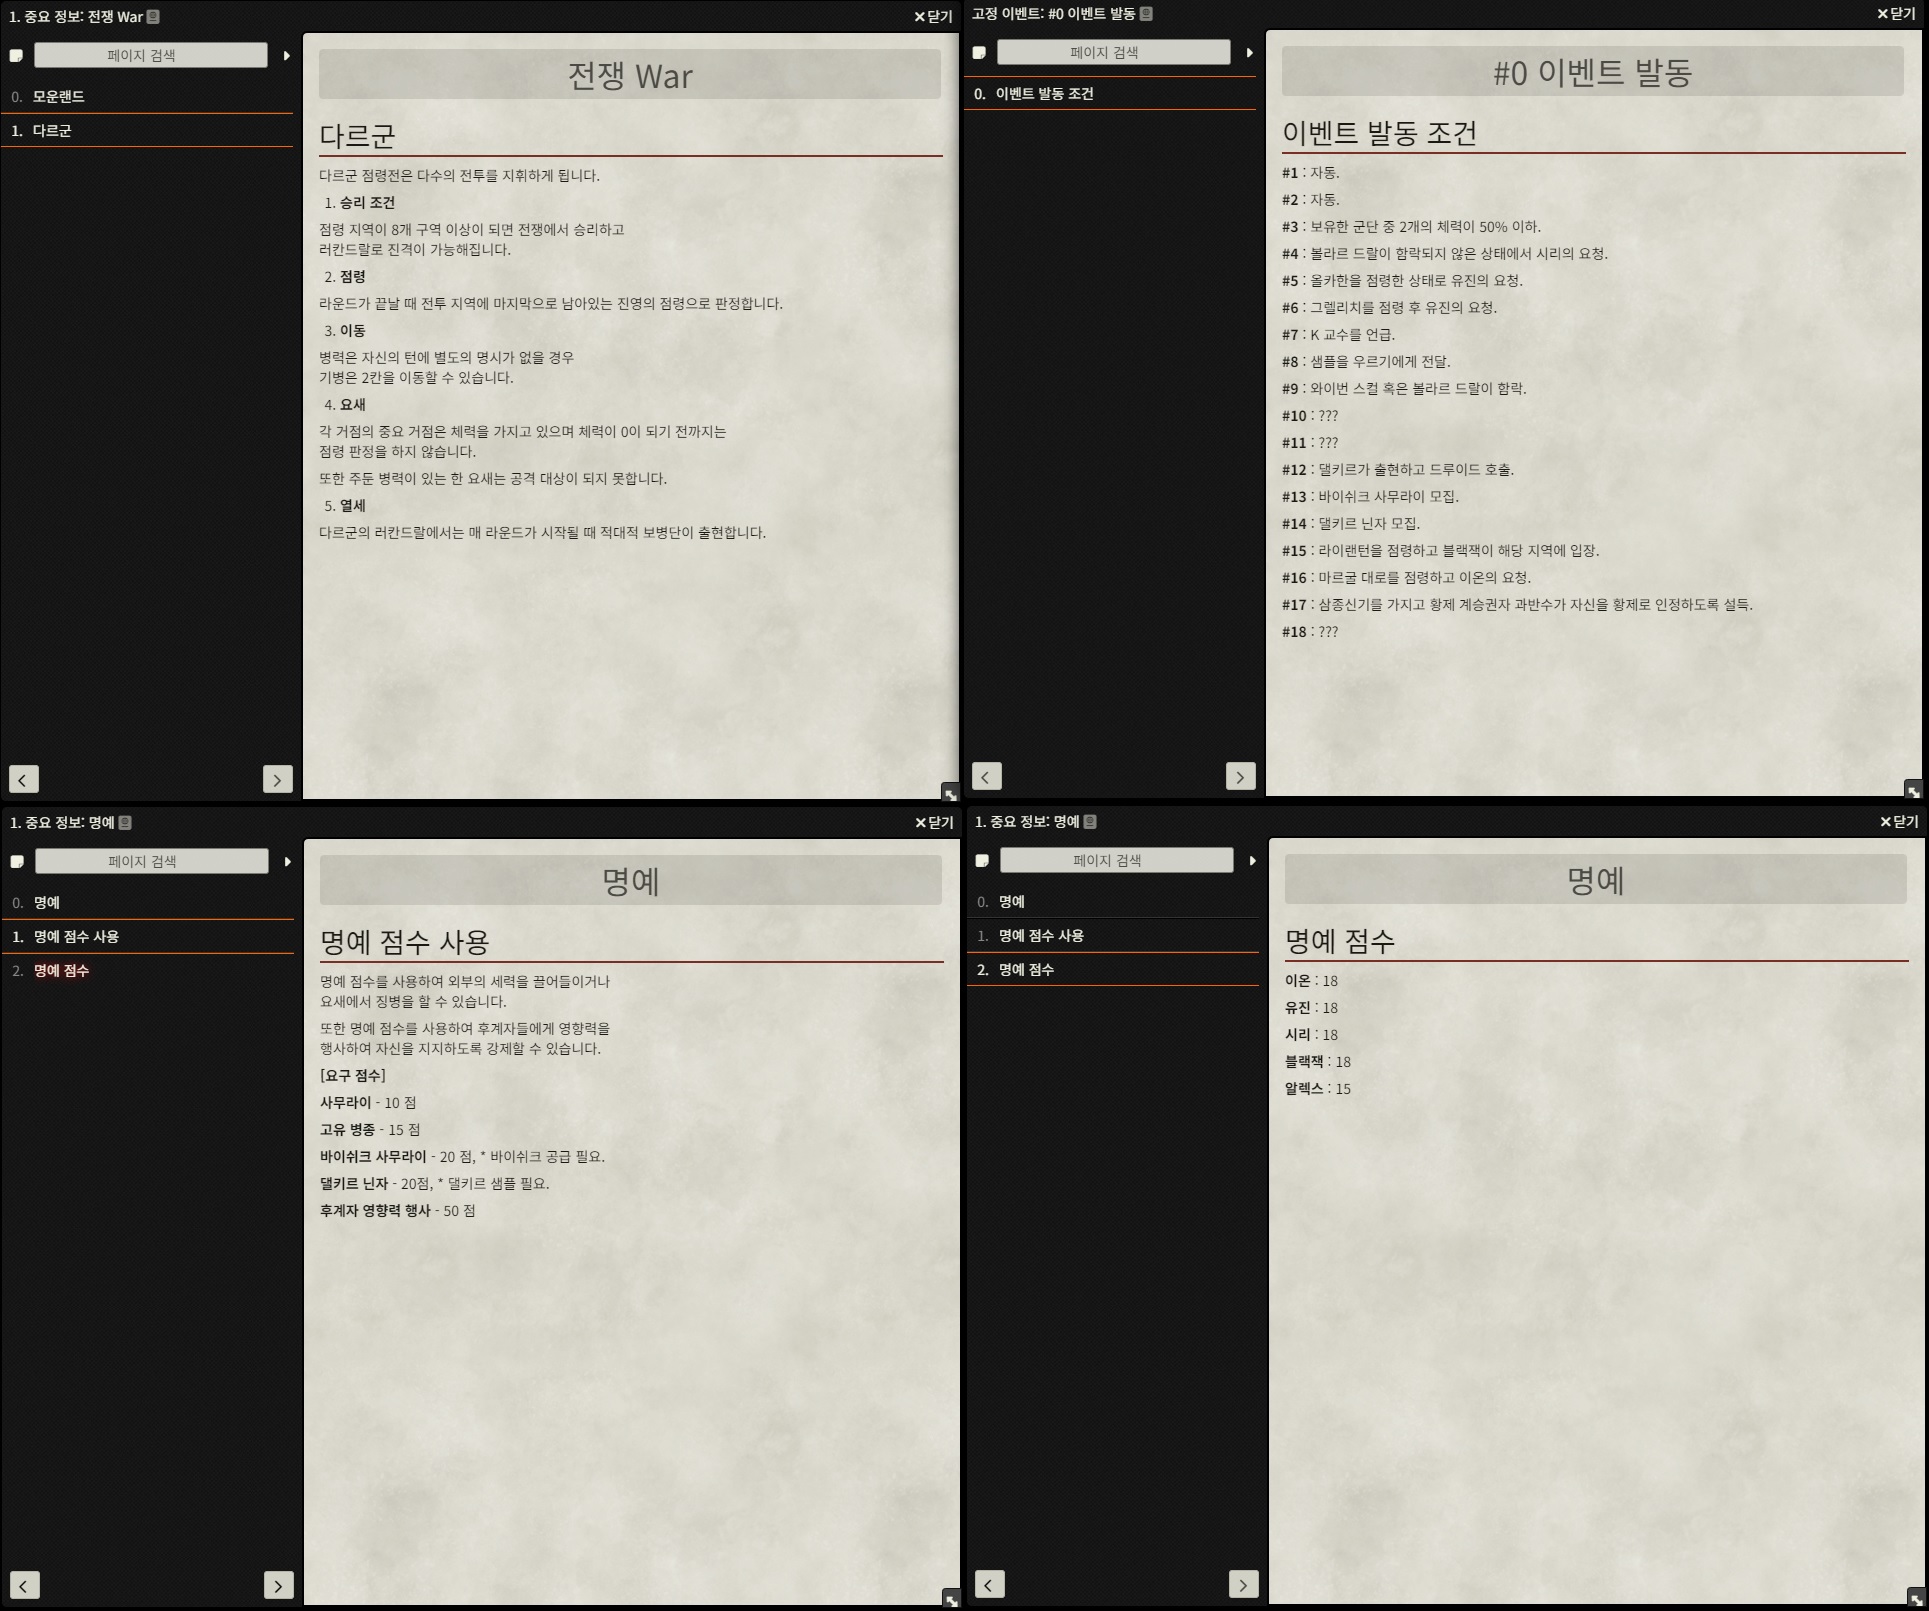 1. 중요 정보: 전쟁 War
닫기
페이지 검색
0. 모운랜드
1. 다르군
전쟁 War
다르군
다르군 점령전은 다수의 전투를 지휘하게 됩니다.
1. 승리 조건
점령 지역이 8개 구역 이상이 되면 전쟁에서 승리하고
러칸드랄로 진격이 가능해집니다.
2. 점령
라운드가 끝날 때 전투 지역에 마지막으로 남아있는 진영의 점령으로 판정합니다.
3. 이동
병력은 자신의 턴에 별도의 명시가 없을 경우
기병은 2칸을 이동할 수 있습니다.
4. 요새
각 거점의 중요 거점은 체력을 가지고 있으며 체력이 0이 되기 전까지는
점령 판정을 하지 않습니다.
또한 주둔 병력이 있는 한 요새는 공격 대상이 되지 못합니다.
5. 열세
다르군의 러칸드랄에서는 매 라운드가 시작될 때 적대적 보병단이 출현합니다.
고정 이벤트: #0 이벤트 발동
닫기
페이지 검색
0. 이벤트 발동 조건
#0 이벤트 발동
이벤트 발동 조건
#1 : 자동.
#2 : 자동.
#3 : 보유한 군단 중 2개의 체력이 50% 이하.
#4 : 볼라르 드랄이 함락되지 않은 상태에서 시리의 요청.
#5 : 올카한을 점령한 상태로 유진의 요청.
#6 : 그렐리치를 점령 후 유진의 요청.
#7 : K 교수를 언급.
#8 : 샘플을 우르기에게 전달.
#9 : 와이번 스컬 혹은 볼라르 드랄이 함락.
#10 : ???
#11 : ???
#12 : 댈키르가 출현하고 드루이드 호출.
#13 : 바이쉬크 사무라이 모집.
#14 : 댈키르 닌자 모집.
#15 : 라이랜턴을 점령하고 블랙잭이 해당 지역에 입장.
#16 : 마르굴 대로를 점령하고 이온의 요청.
#17 : 삼종신기를 가지고 황제 계승권자 과반수가 자신을 황제로 인정하도록 설득.
#18 : ???
1. 중요 정보: 명예
닫기
페이지 검색
0. 명예
1. 명예 점수 사용
2. 명예 점수
명예
명예 점수 사용
명예 점수를 사용하여 외부의 세력을 끌어들이거나
요새에서 징병을 할 수 있습니다.
또한 명예 점수를 사용하여 후계자들에게 영향력을
행사하여 자신을 지지하도록 강제할 수 있습니다.
[요구 점수]
사무라이 - 10 점
고유 병종 - 15 점
바이쉬크 사무라이 - 20 점, * 바이쉬크 공급 필요.
댈키르 닌자 - 20점, * 댈키르 샘플 필요.
후계자 영향력 행사 - 50 점
1. 중요 정보: 명예
닫기
페이지 검색
0. 명예
1. 명예 점수 사용
2. 명예 점수
명예
명예 점수
이온 : 18
유진 : 18
시리 : 18
블랙잭 : 18
알렉스 : 15